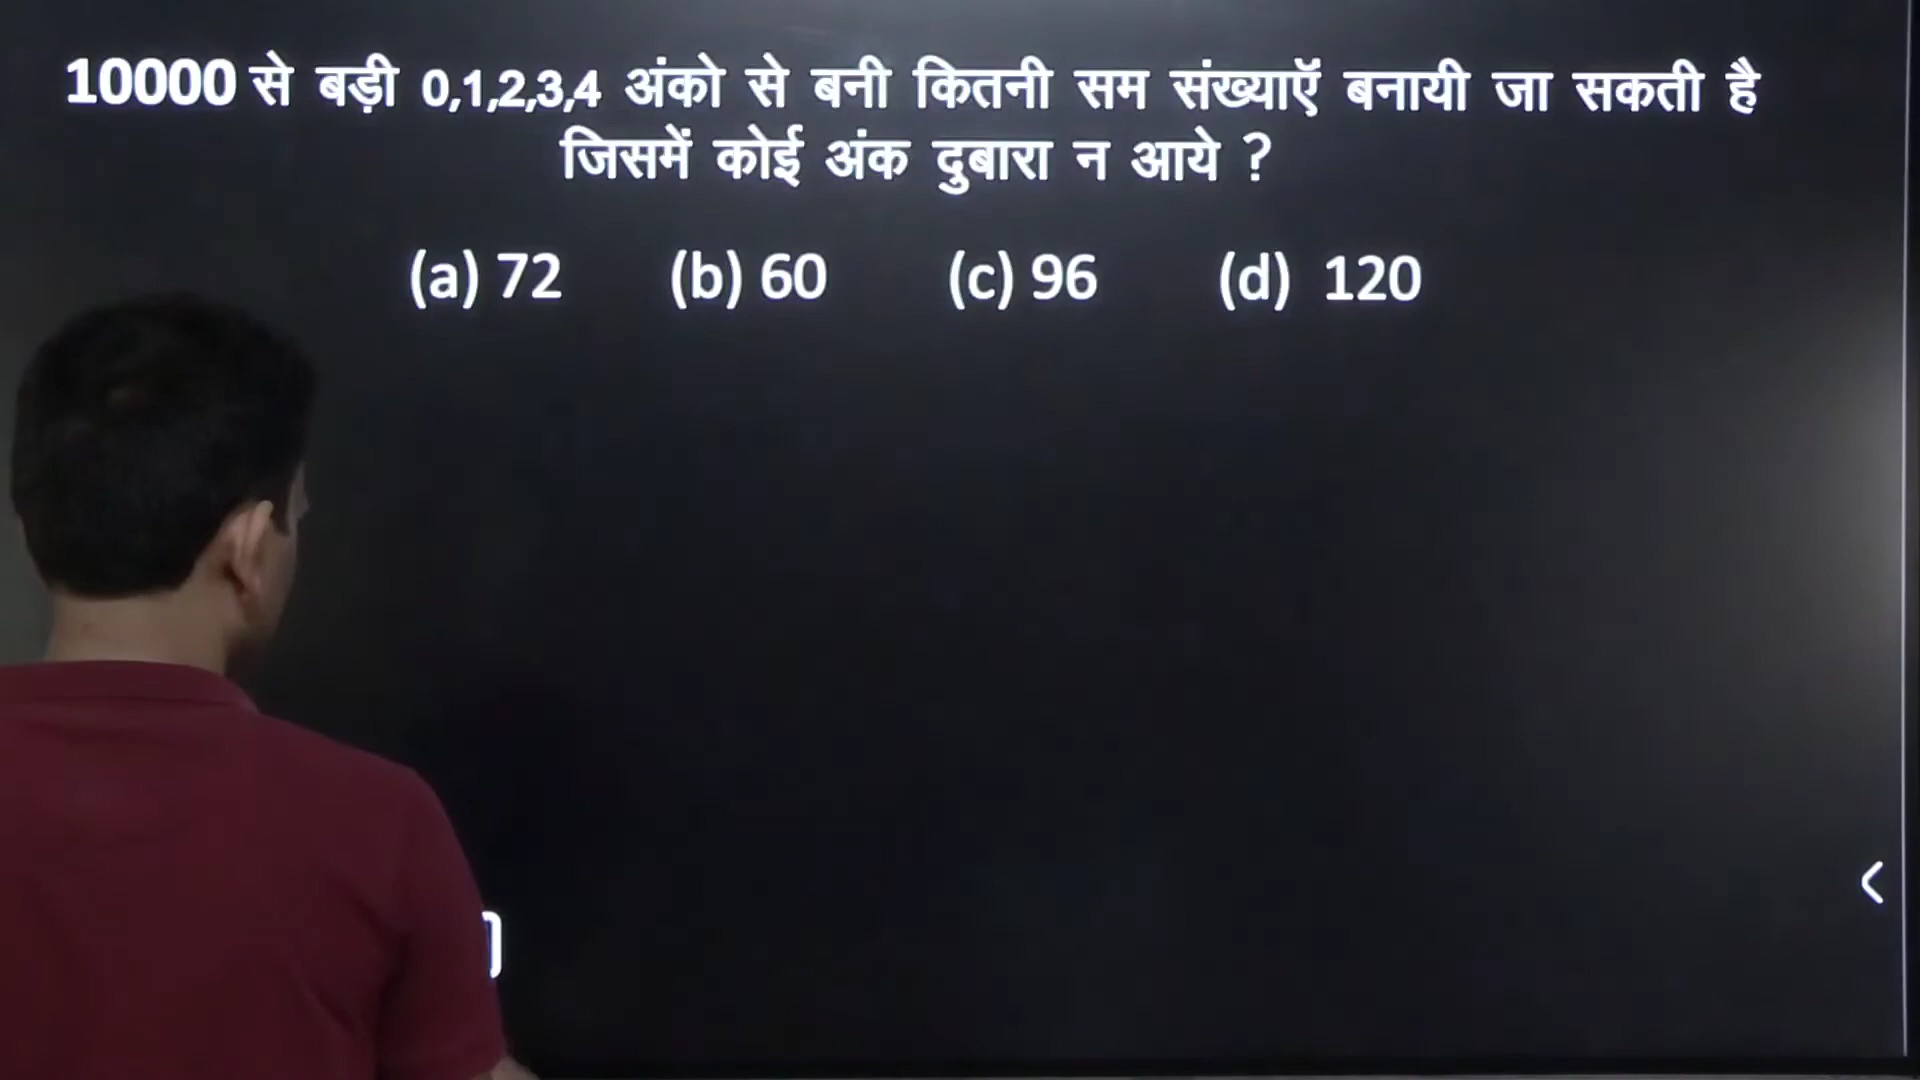 10000 से बड़ी 0,1,2,3,4 अंको से बनी कितनी सम संख्याऍ बनायी जा सकती है
जिसमें कोई अंक दुबारा न आये ?
(a) 72 (b) 60 (c) 96 (d) 120